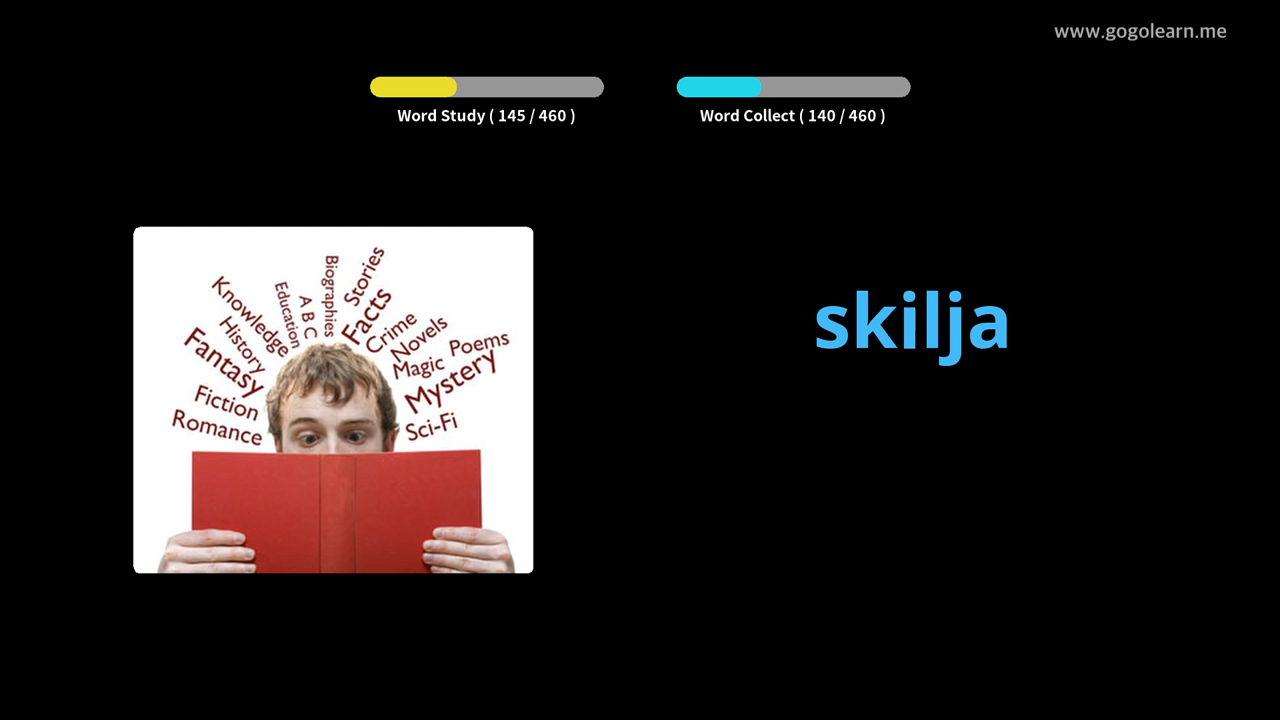 www.gogolearn.me
Word Study ( 145 / 460 )
Word Collect ( 140 / 460 )
skilja
Knowledge
History
Fantasy
Fiction
Romance
Education
A B C
Biographies
Stories
Facts
Crime
Novels
Magic
Poems
Mystery
Sci-Fi